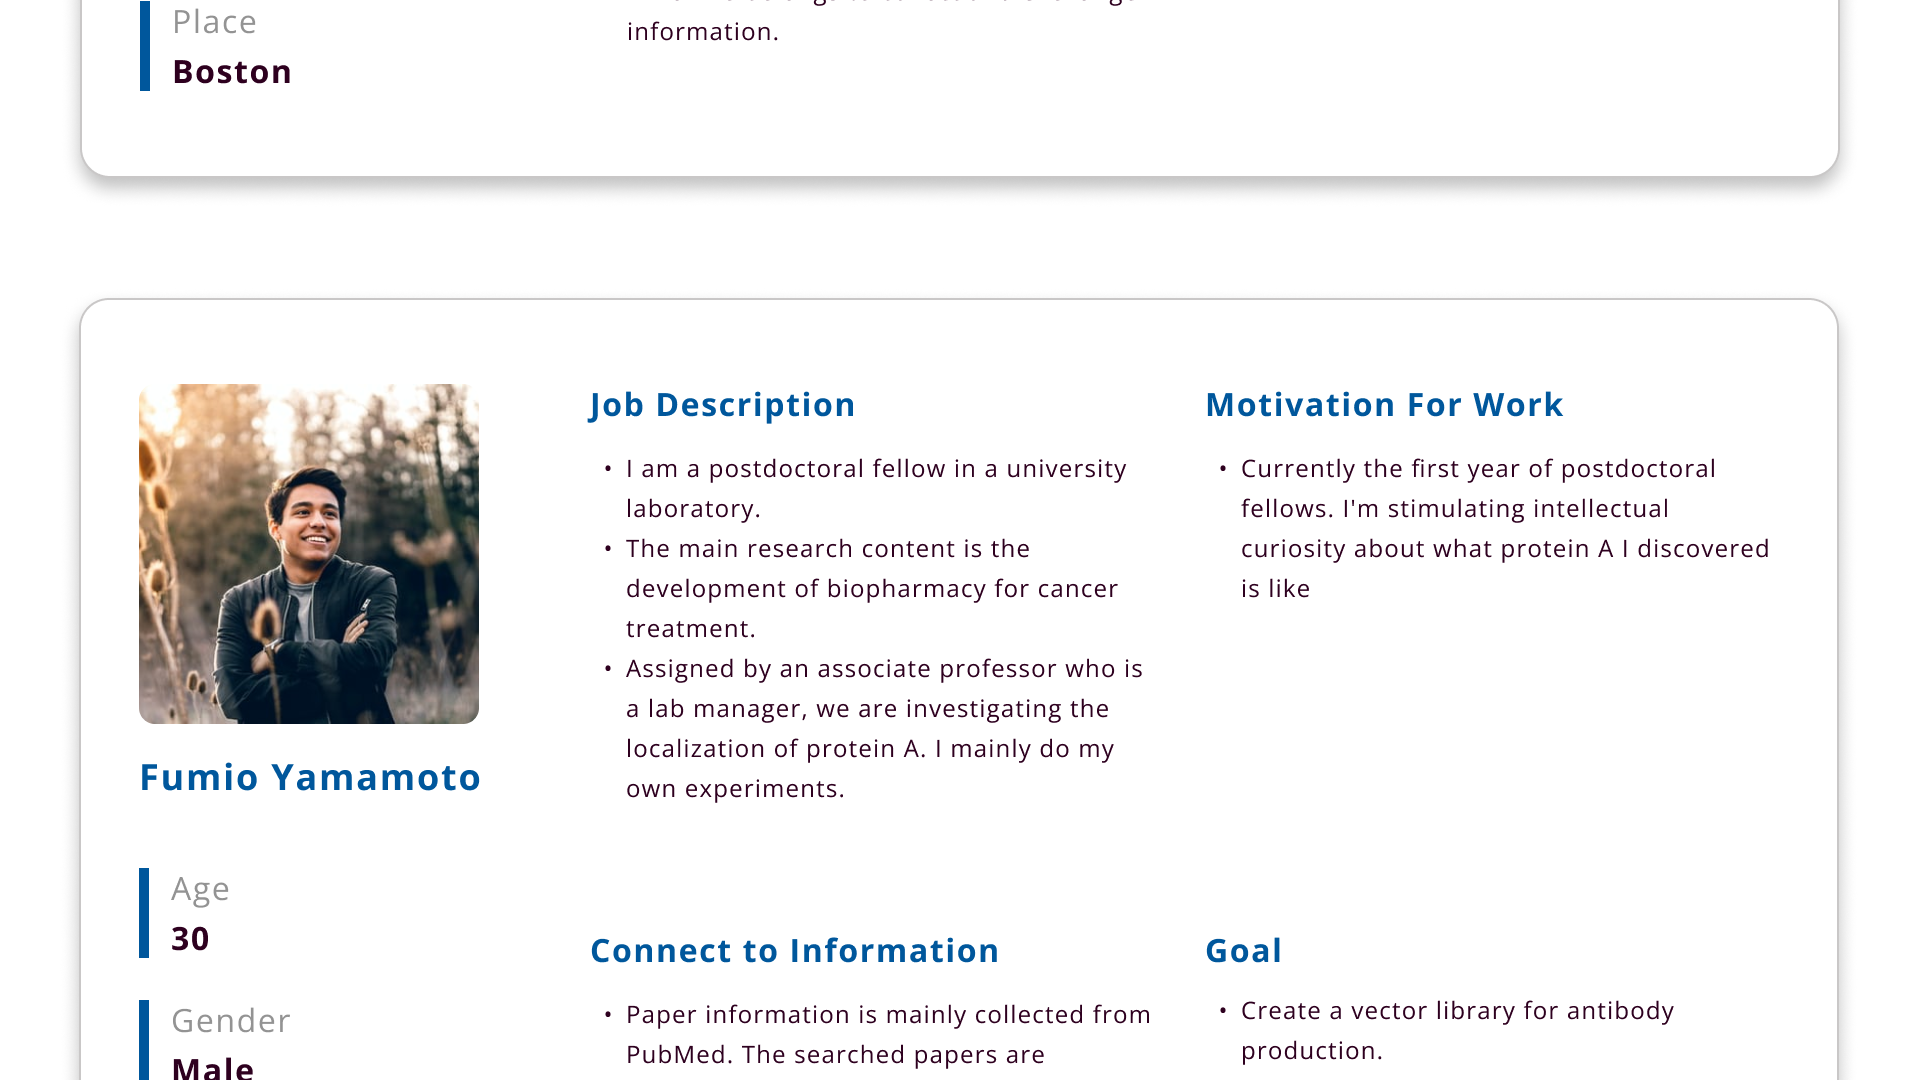 Place
Boston
information.
Fumio Yamamoto
Age
30
Gender
Male
Job Description
• I am a postdoctoral fellow in a university
laboratory.
• The main research content is the
development of biopharmacy for cancer
treatment.
• Assigned by an associate professor who is
a lab manager, we are investigating the
localization of protein A. I mainly do my
own experiments.
Motivation For Work
• Currently the first year of postdoctoral
fellows. I'm stimulating intellectual
curiosity about what protein A I discovered
is like
Connect to Information
• Paper information is mainly collected from
PubMed. The searched papers are
Goal
• Create a vector library for antibody
production.